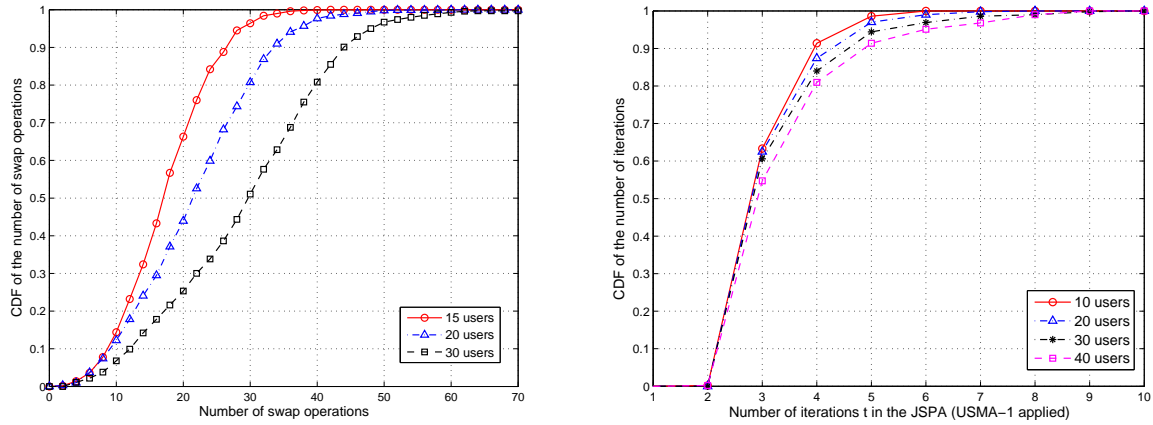 1
0.9
0.8
0.7
0.6
0.5
0.4
0.3
0.2
0.1
0
0 10 20 30 40 50 60 70
CDF of the number of swap operations
Number of swap operations
15 users
20 users
30 users
1
0.9
0.8
0.7
0.6
0.5
0.4
0.3
0.2
0.1
0
1 2 3 4 5 6 7 8 9 10
CDF of the number of iterations
Number of iterations t in the JSPA (USMA−1 applied)
10 users
20 users
30 users
40 users